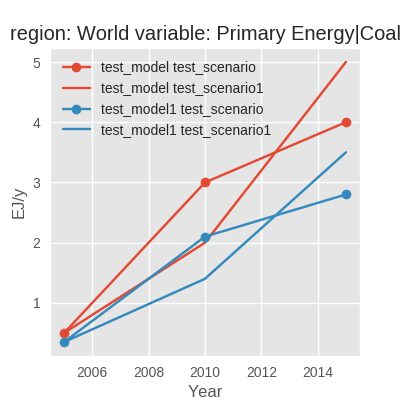 region: World variable: Primary Energy|Coal
test_model test_scenario
test_model test_scenario1
test_model1 test_scenario
test_model1 test_scenario1
5
4
3
2
1
EJ/y
2006 2008 2010 2012 2014
Year